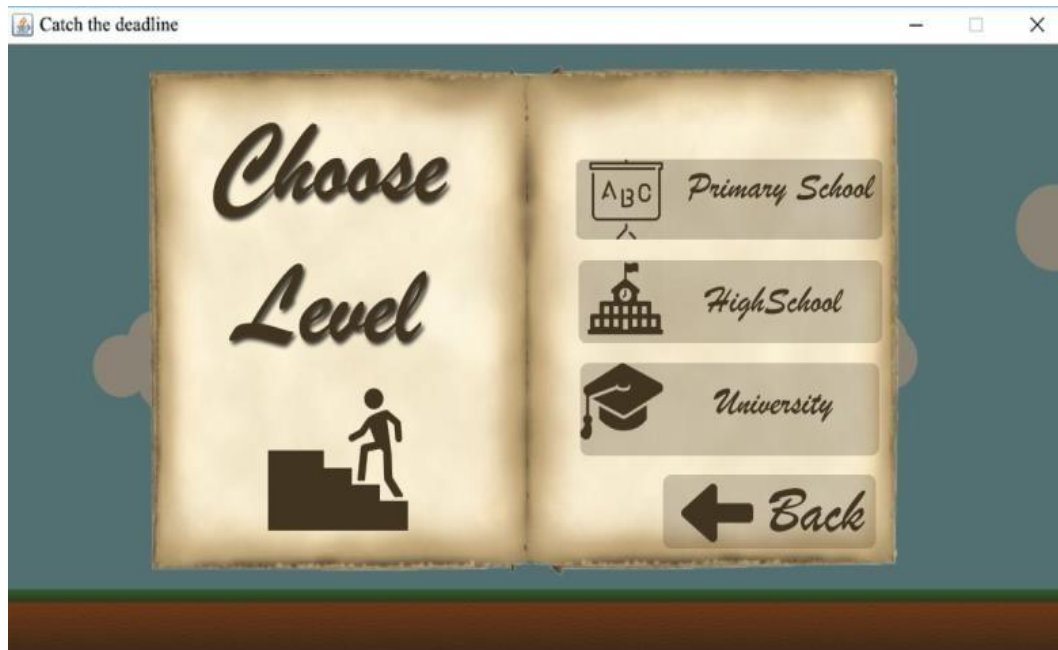 Catch the deadline
Choose
Level
ABC
Primary School
HighSchool
University
Back